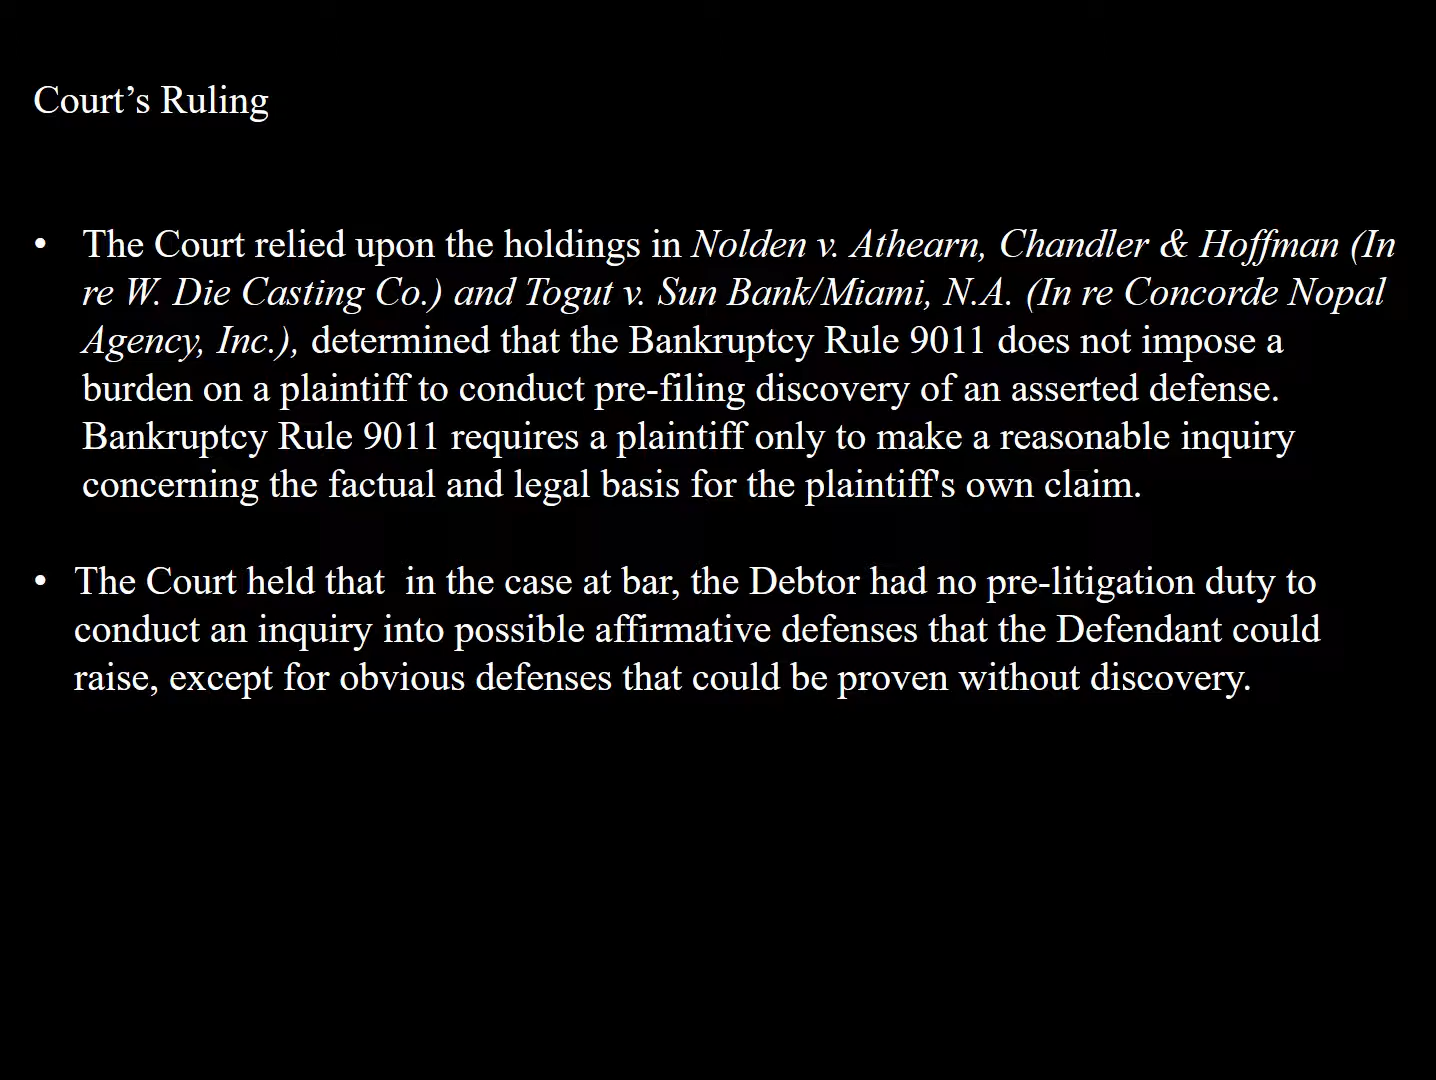 Court’s Ruling
• The Court relied upon the holdings in Nolden v. Athearn, Chandler & Hoffman (In
re W. Die Casting Co.) and Togut v. Sun Bank/Miami, N.A. (In re Concorde Nopal
Agency, Inc.), determined that the Bankruptcy Rule 9011 does not impose a
burden on a plaintiff to conduct pre-filing discovery of an asserted defense.
Bankruptcy Rule 9011 requires a plaintiff only to make a reasonable inquiry
concerning the factual and legal basis for the plaintiff's own claim.
• The Court held that  in the case at bar, the Debtor had no pre-litigation duty to
conduct an inquiry into possible affirmative defenses that the Defendant could
raise, except for obvious defenses that could be proven without discovery.